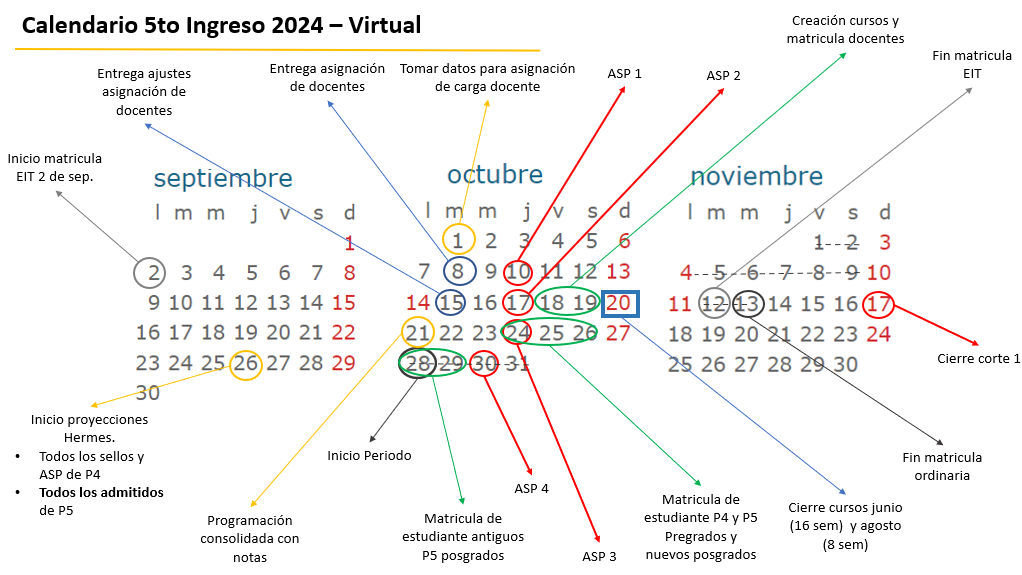 Calendario 5to Ingreso 2024 – Virtual
Creación cursos y
matricula docentes
Entrega ajustes
asignación de
docentes
Entrega asignación
de docentes
Tomar datos para asignación
de carga docente
ASP 1
ASP 2
Fin matricula
EIT
Inicio matricula
EIT 2 de sep.
septiembre
l m m j v s d
1
2 3 4 5 6 7 8
9 10 11 12 13 14 15
16 17 18 19 20 21 22
23 24 25 26 27 28 29
30
octubre
l m m j v s d
1 2 3 4 5 6
7 8 9 10 11 12 13
14 15 16 17 18 19 20
21 22 23 24 25 26 27
28 29 30 31
noviembre
l m m j v s d
1 2 3
4 5 6 7 8 9 10
11 12 13 14 15 16 17
18 19 20 21 22 23 24
25 26 27 28 29 30
Cierre corte 1
Inicio proyecciones
Hermes.
• Todos los sellos y
ASP de P4
• Todos los admitidos
de P5
Inicio Periodo
Fin matricula
ordinaria
ASP 4
Programación
consolidada con
notas
Matricula de
estudiante antiguos
P5 posgrados
ASP 3
Matricula de
estudiante P4 y P5
Pregrados y
nuevos posgrados
Cierre cursos junio
(16 sem) y agosto
(8 sem)